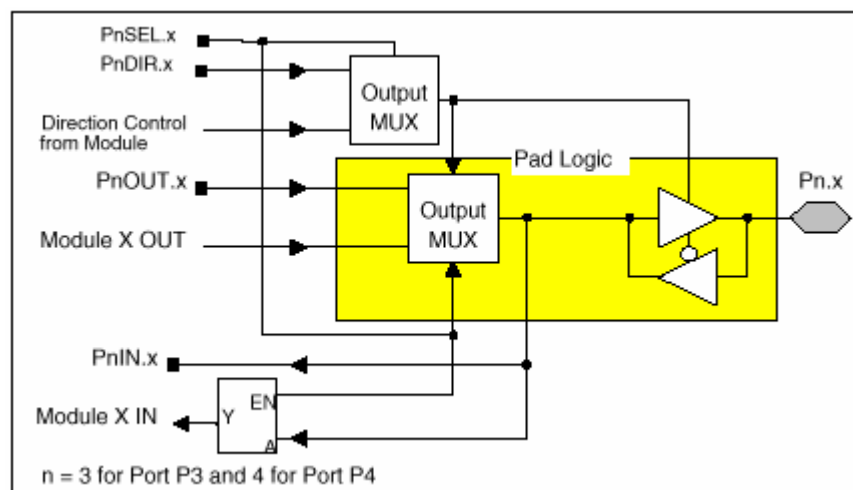 PnSEL.x
PnDIR.x
Output
MUX
Direction Control
from Module
Pad Logic
PnOUT.x
Pn.x
Output
MUX
Module X OUT
PnIN.x
EN
Y
Module X IN
A
n = 3 for Port P3 and 4 for Port P4